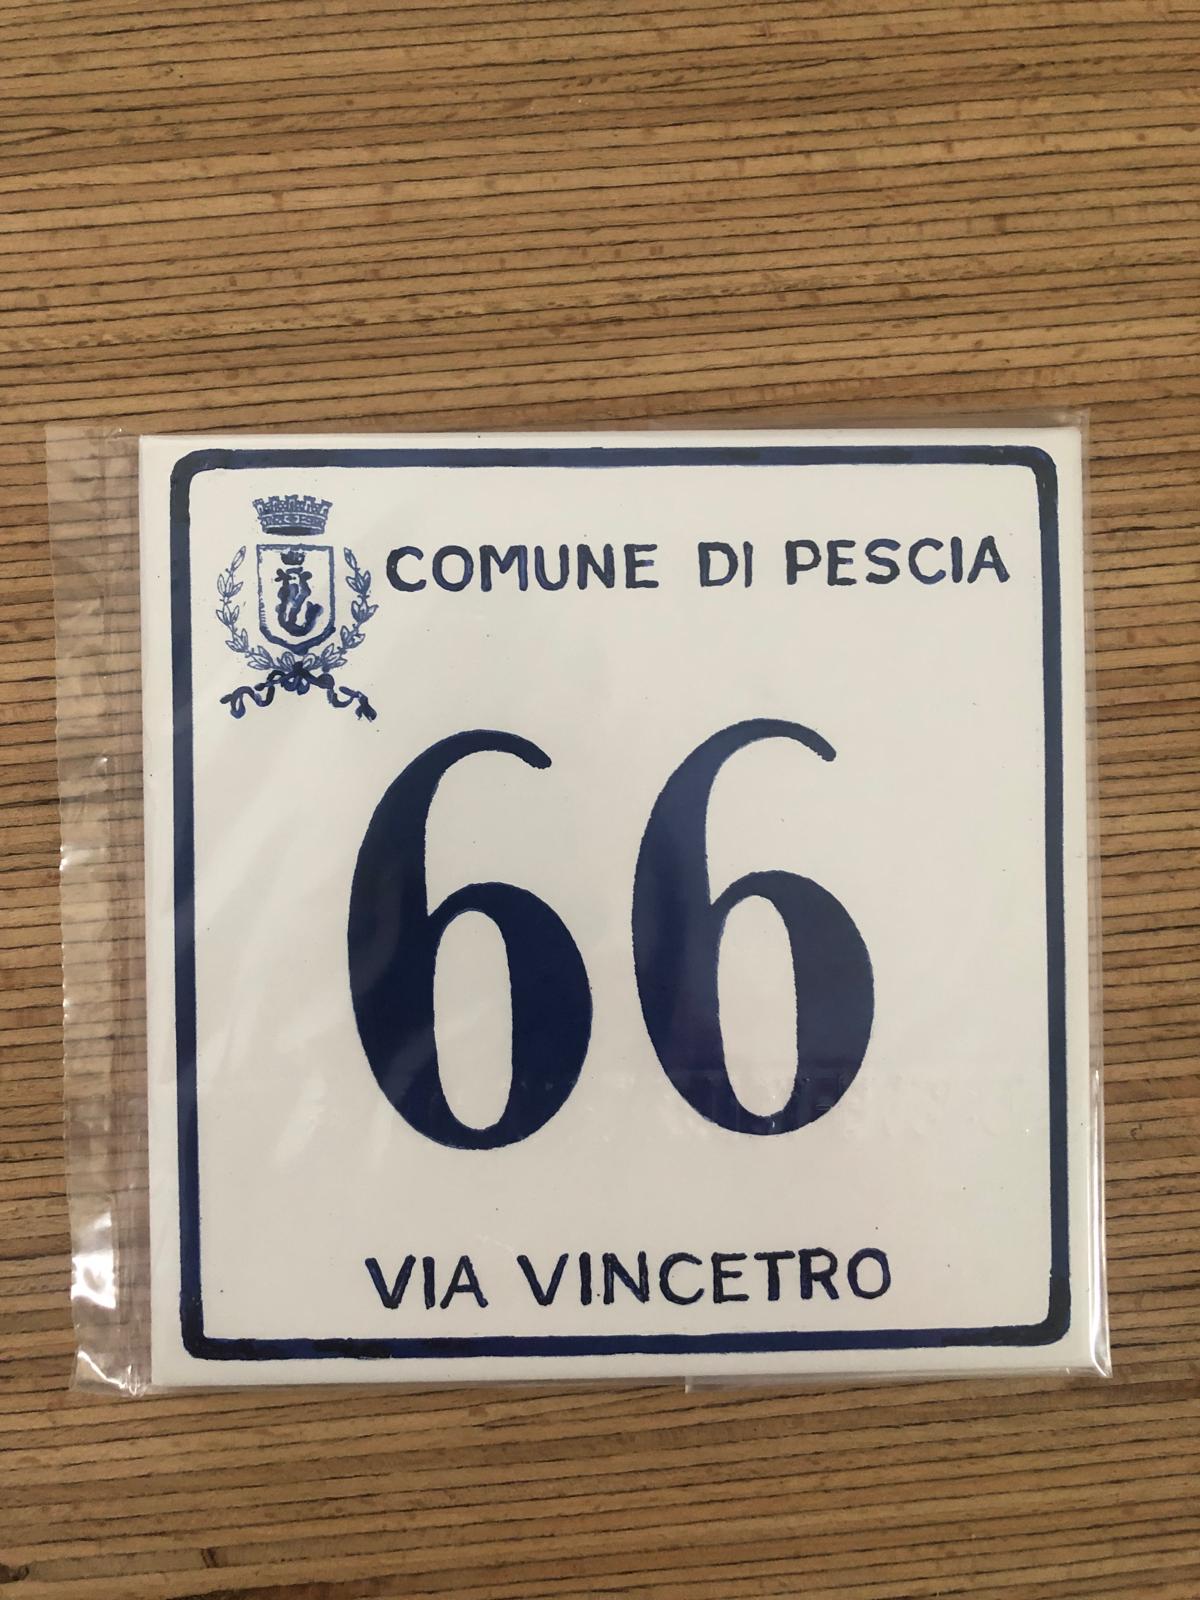 COMUNE DI PESCIA
66
VIA VINCETRO